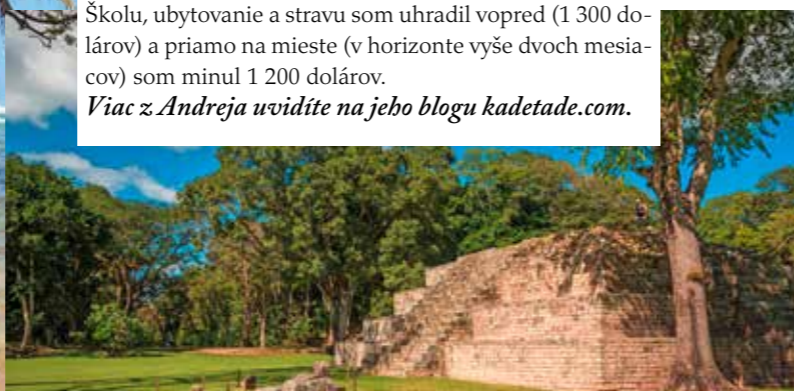 Školu, ubytovanie a stravu som uhradil vopred (1 300 do-
lárov) a priamo na mieste (v horizonte vyše dvoch mesia-
cov) som minul 1 200 dolárov.
Viac z Andreja uvidíte na jeho blogu kadetade.com.